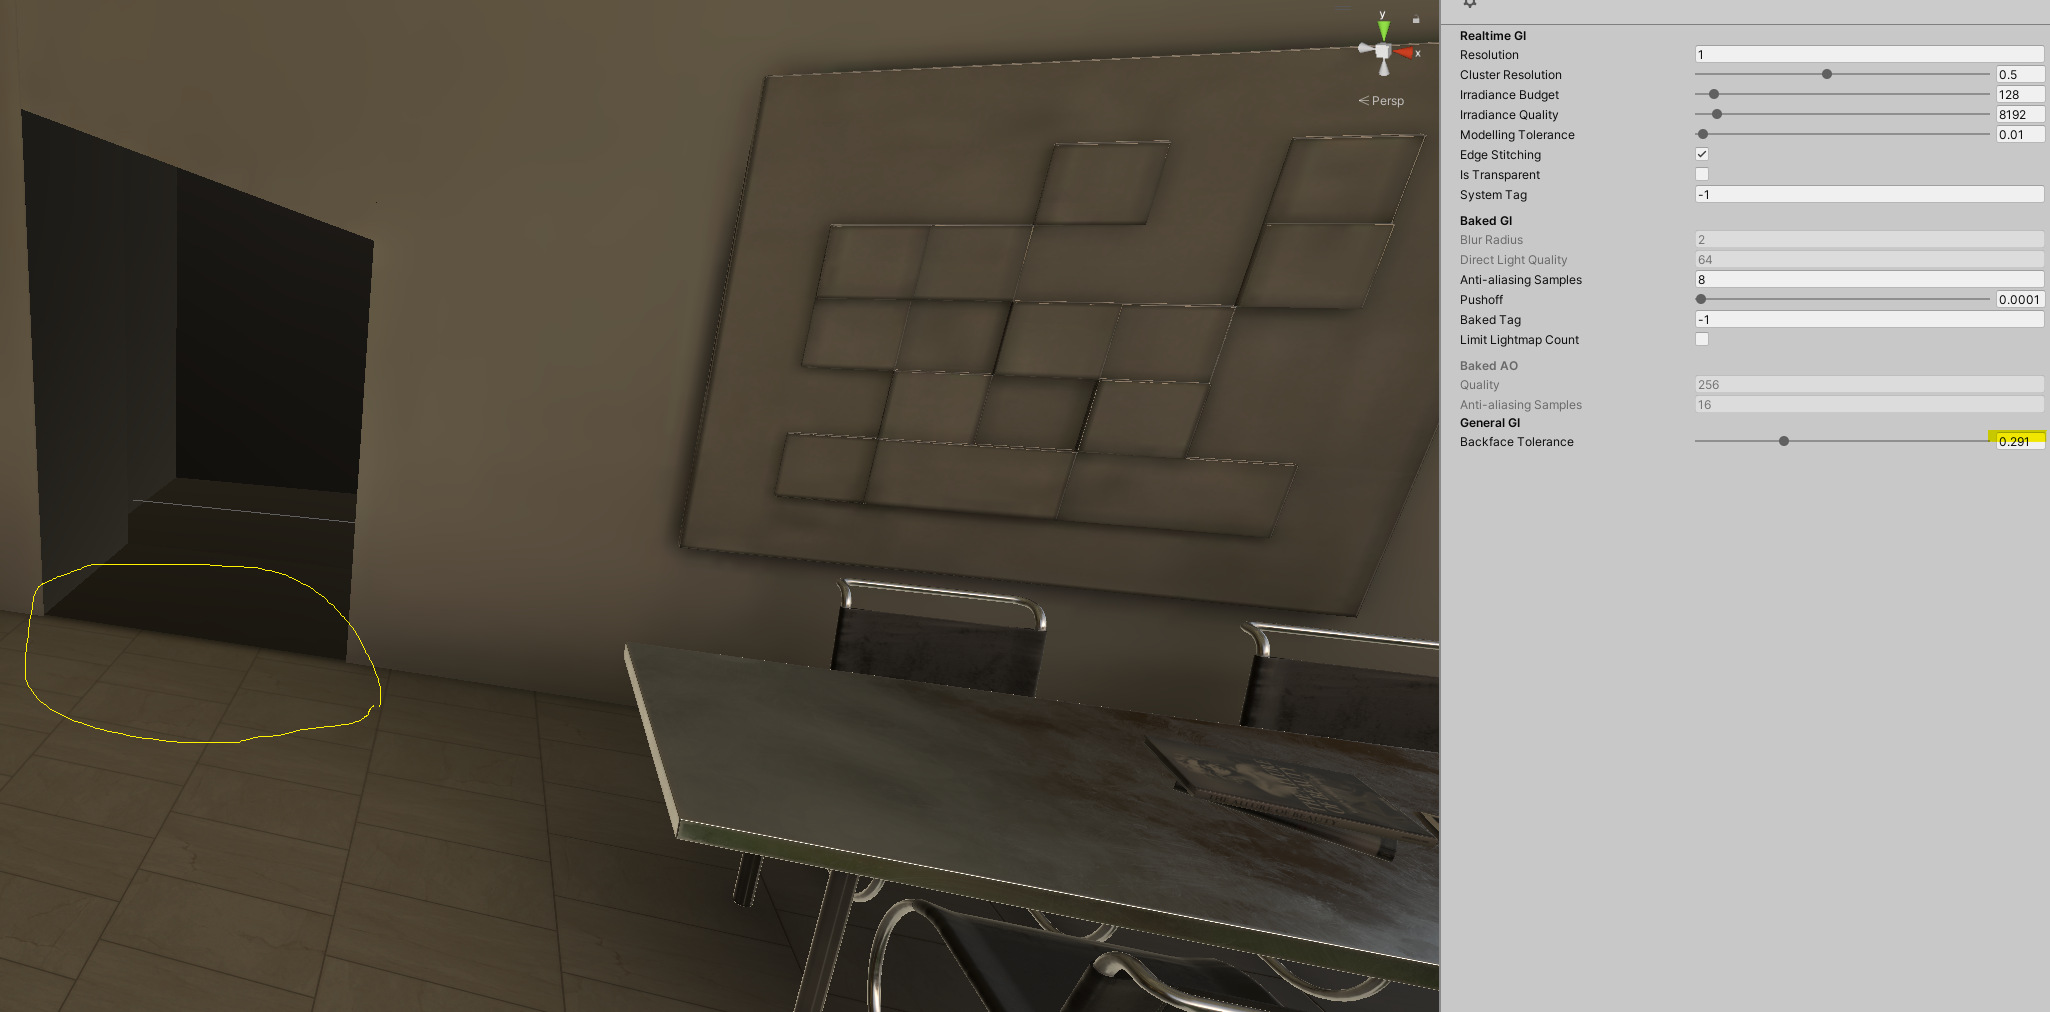 y
x
Persp
Realtime GI
Resolution 1
Cluster Resolution 0.5
Irradiance Budget 128
Irradiance Quality 8192
Modelling Tolerance 0.01
Edge Stitching
Is Transparent
System Tag -1
Baked GI
Blur Radius 2
Direct Light Quality 64
Anti-aliasing Samples 8
Pushoff 0.0001
Baked Tag -1
Limit Lightmap Count
Baked AO
Quality 256
Anti-aliasing Samples 16
General GI
Backface Tolerance 0.291